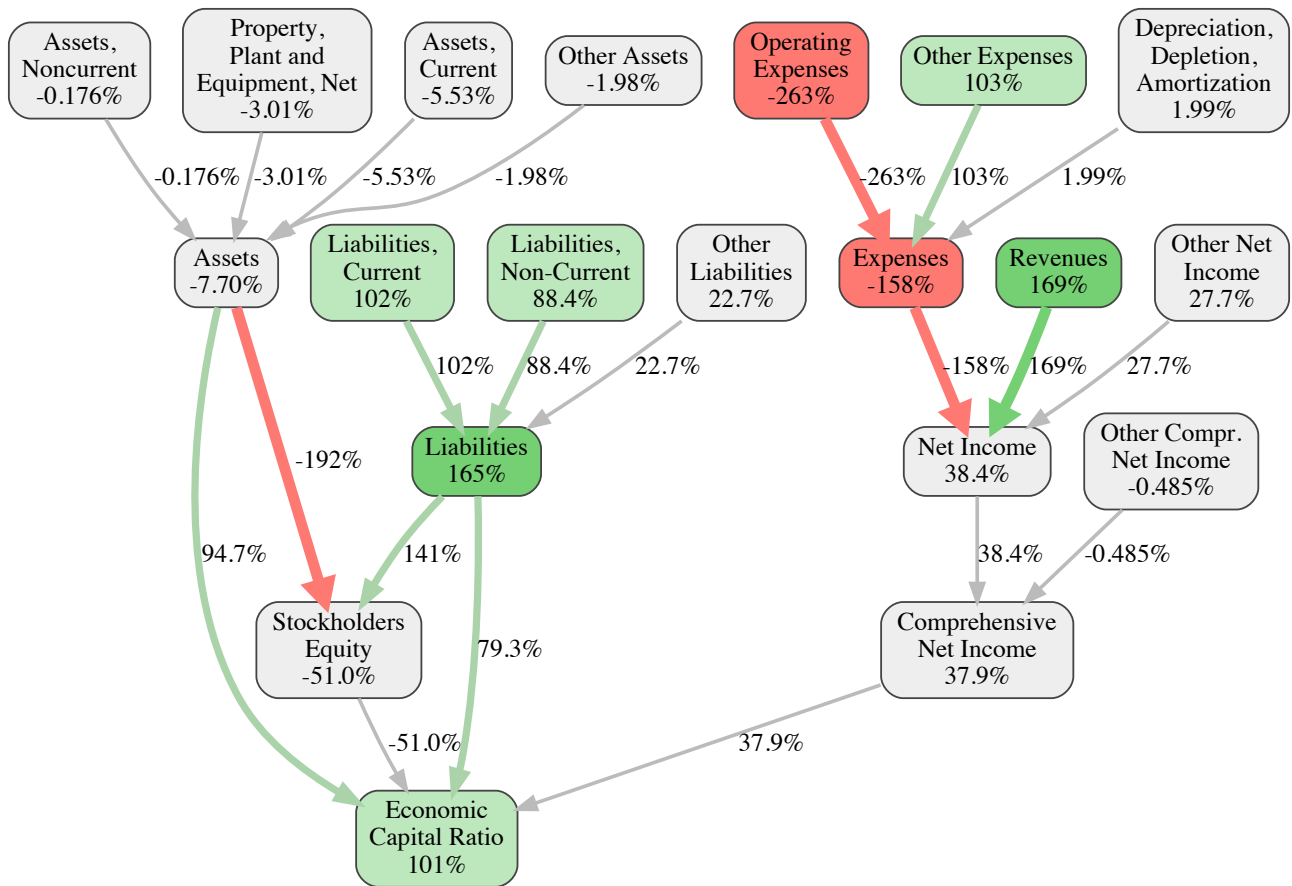 Assets,
Noncurrent
-0.176%
Property,
Plant and
Equipment, Net
-3.01%
Assets,
Current
-5.53%
Other Assets
-1.98%
Operating
Expenses
-263%
Other Expenses
103%
Depreciation,
Depletion,
Amortization
1.99%
-0.176%
-3.01%
-5.53%
-1.98%
-263%
103%
1.99%
Assets
-7.70%
Liabilities,
Current
102%
Liabilities,
Non-Current
88.4%
Other
Liabilities
22.7%
Expenses
-158%
Revenues
169%
Other Net
Income
27.7%
102%
88.4%
22.7%
-158%
169%
27.7%
Liabilities
165%
Net Income
38.4%
Other Compr.
Net Income
-0.485%
-192%
94.7%
141%
79.3%
38.4%
-0.485%
Stockholders
Equity
-51.0%
Comprehensive
Net Income
37.9%
-51.0%
37.9%
Economic
Capital Ratio
101%